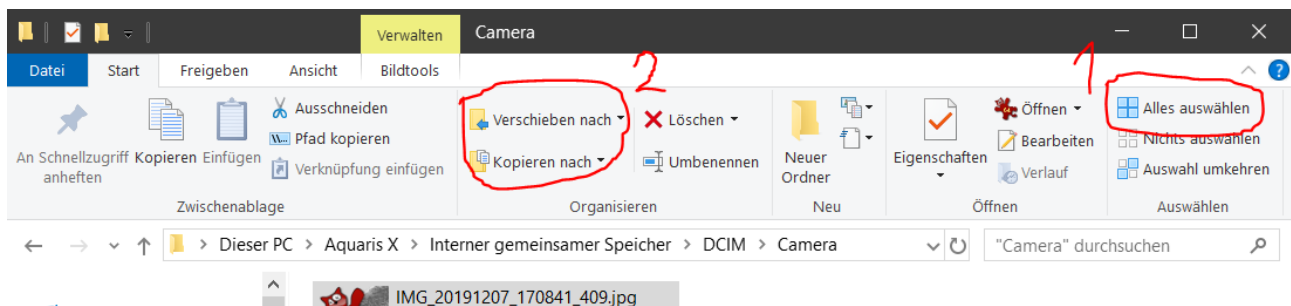 Verwalten Camera
Datei Start Freigeben Ansicht Bildtools
2 1
An Schnellzugriff anheften
Kopieren
Einfügen
Ausschneiden
Pfad kopieren
Verknüpfung einfügen
Zwischenablage
Verschieben nach
Kopieren nach
Löschen
Umbenennen
Organisieren
Neuer
Ordner
Neu
Eigenschaften
Öffnen
Bearbeiten
Verlauf
Öffnen
Alles auswählen
Nichts auswählen
Auswahl umkehren
Auswählen
Dieser PC > Aquaris X > Interner gemeinsamer Speicher > DCIM > Camera
"Camera" durchsuchen
IMG_20191207_170841_409.jpg